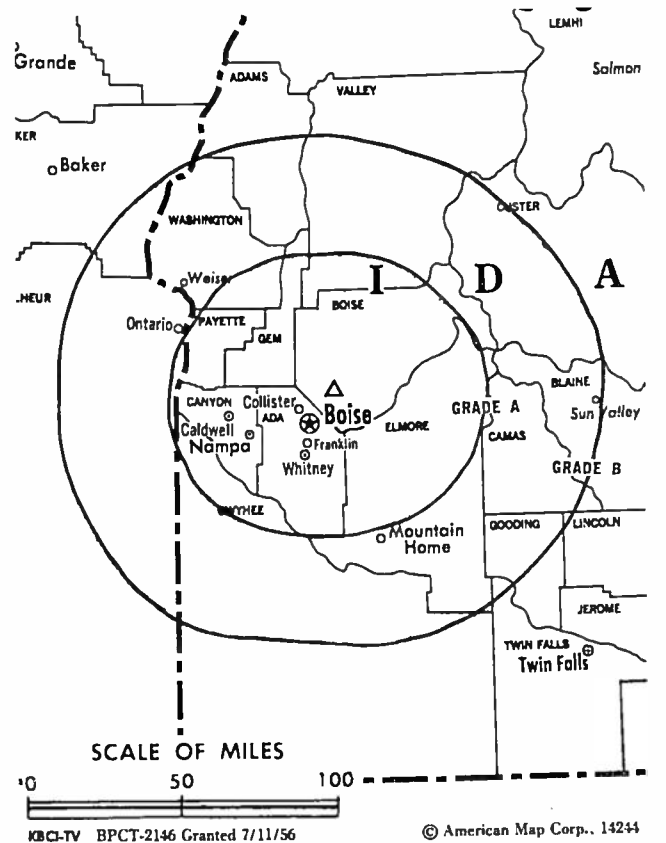 LEMHI
Grande
Salmon
ADAMS
VALLEY
KER
Baker
USTER
WASHINGTON
I D A
Weiser
.HEUR
BOISE
PAYETTE
Ontario
GEM
BLAINE
CANYON
Collister
Boise
GRADE A
Sun Valley
ADA
Caldwell
ELMORE
CAMAS
Nampa
Franklin
Whitney
GRADE B
WYHEE
Mountain
Home
GOODING
LINCOLN
JEROME
TWIN FALLS
Twin Falls
SCALE OF MILES
0 50 100
KBCI-TV BPCT-2146 Granted 7/11/56
© American Map Corp., 14244